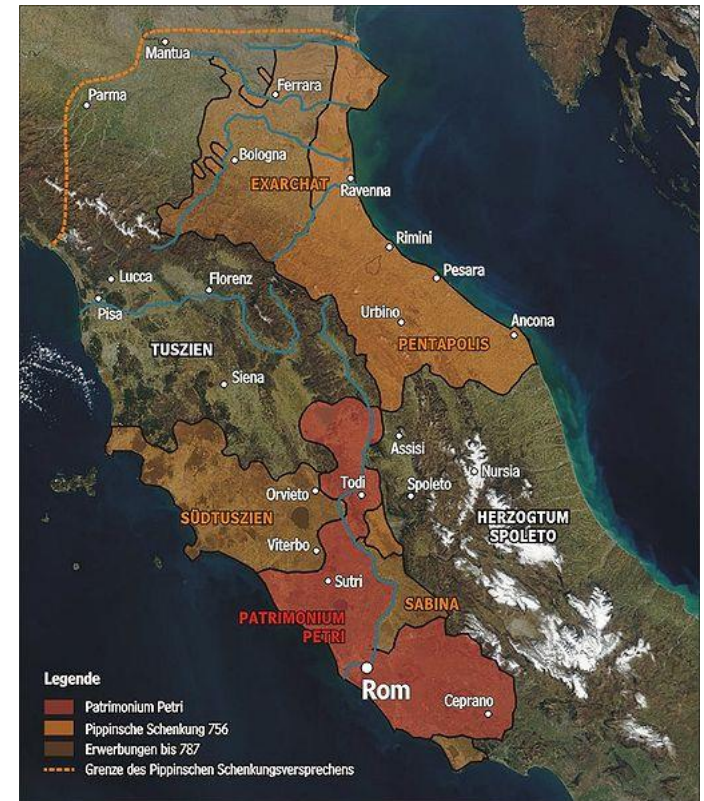 Mantua
Parma
Ferrara
Bologna
EXARCHAT
Ravenna
Rimini
Pesara
Lucca
Florenz
Pisa
Urbino
Ancona
PENTAPOLIS
TUSZIEN
Siena
Assisi
Nursia
Orvieto
Todi
Spoleto
SÜDTUSZIEN
HERZOGTUM
SPOLETO
Viterbo
Sutri
SABINA
PATRIMONIUM
PETRI
Rom
Ceprano
Legende
Patrimonium Petri
Pippinsche Schenkung 756
Erwerbungen bis 787
Grenze des Pippinschen Schenkungsversprechens